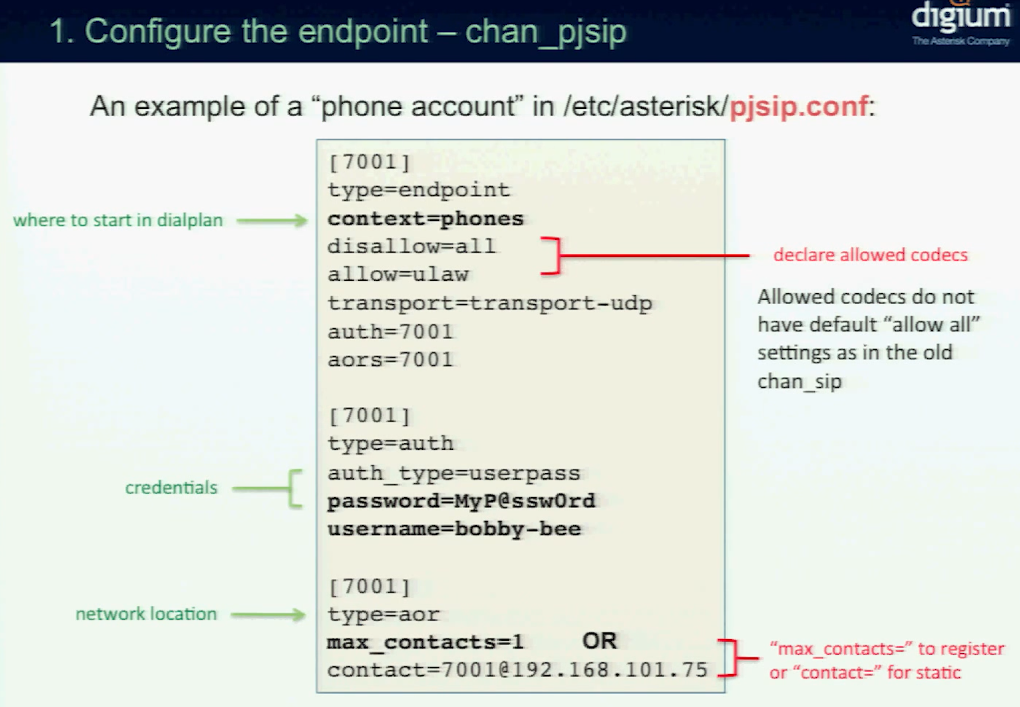 1. Configure the endpoint – chan_pjsip
digium
The Asterisk Company
An example of a “phone account” in /etc/asterisk/pjsip.conf:
[7001]
type=endpoint
where to start in dialplan
context=phones
disallow=all
declare allowed codecs
allow=ulaw
transport=transport-udp
auth=7001
aors=7001
Allowed codecs do not
have default “allow all”
settings as in the old
chan_sip
[7001]
type=auth
credentials
auth_type=userpass
password=MyP@ssw0rd
username=bobby-bee
[7001]
network location
type=aor
max_contacts=1 OR
contact=7001@192.168.101.75
“max_contacts=” to register
or “contact=” for static